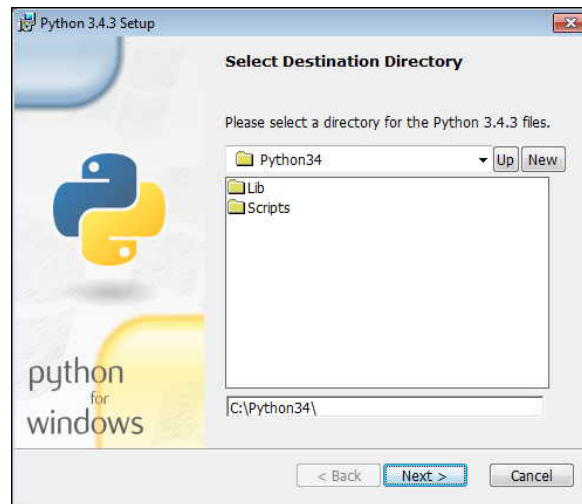 Python 3.4.3 Setup
Select Destination Directory
Please select a directory for the Python 3.4.3 files.
Python34
Up New
Lib
Scripts
python
for
windows
C:\Python34\
< Back Next > Cancel